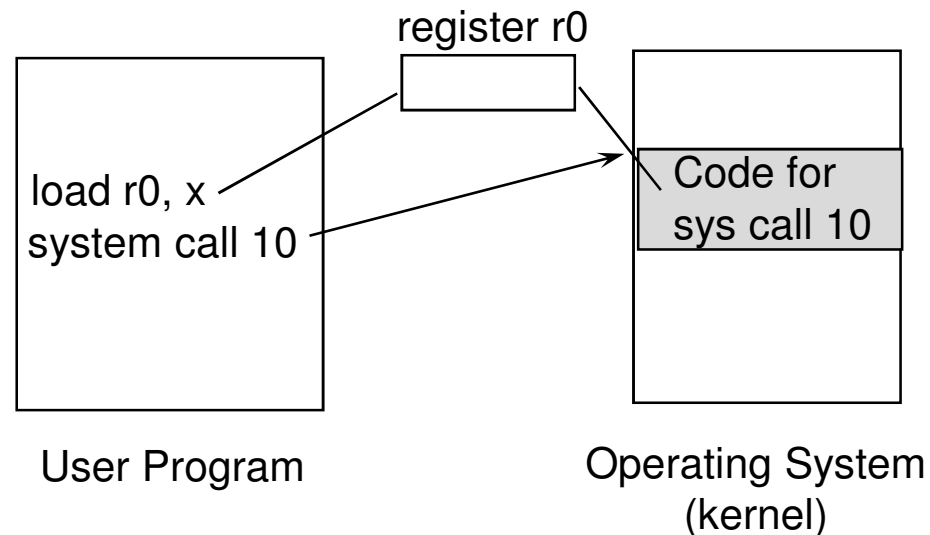 register r0
load r0, x
system call 10
Code for
sys call 10
User Program
Operating System
(kernel)